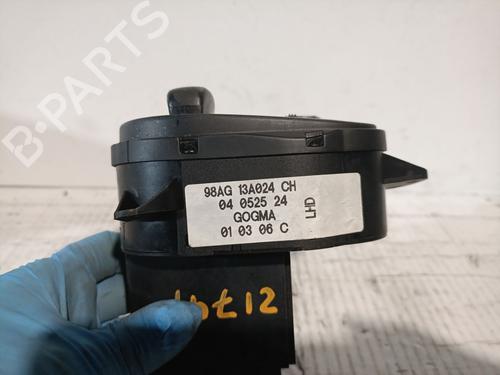 B-PARTS
98AG 13A024 CH
04 0525 24
GOGMA
01 03 06 C
LHD